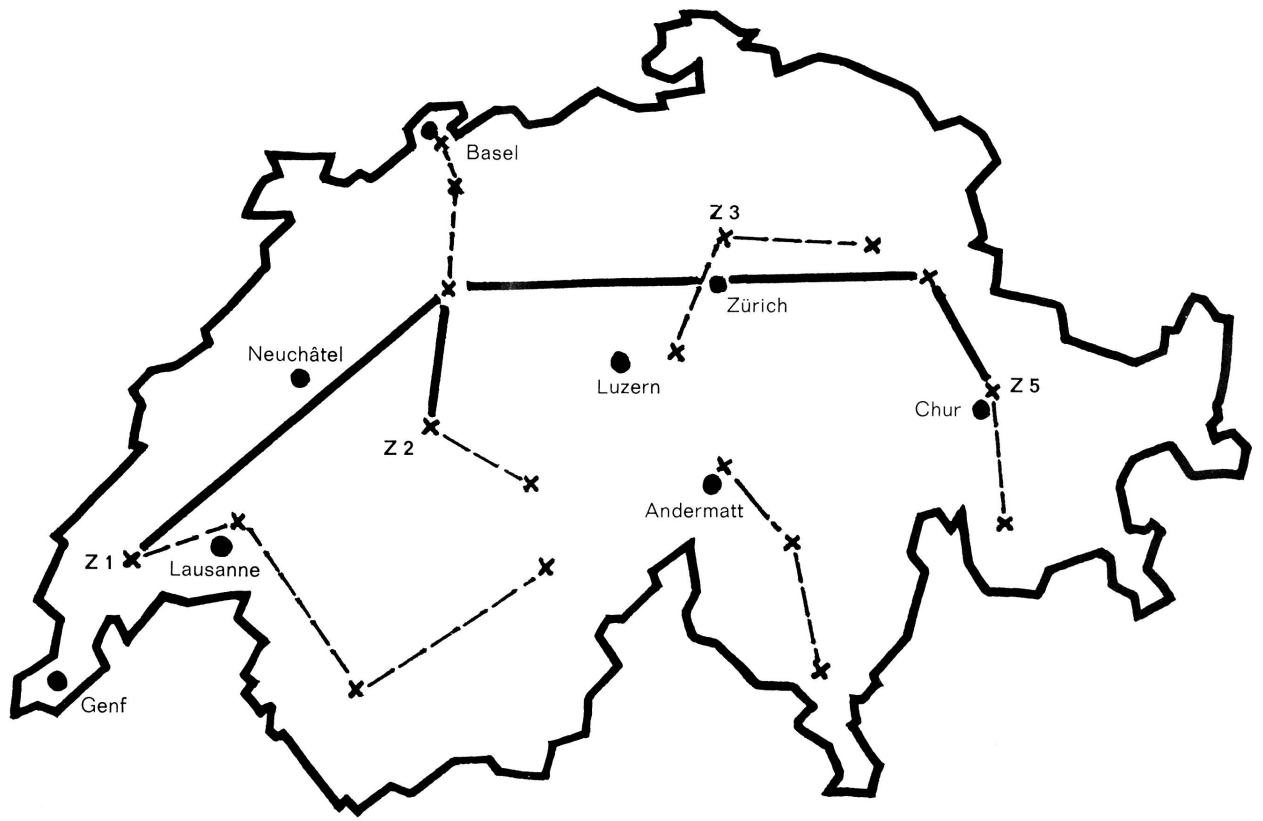 Basel
Z 3
Zürich
Neuchâtel
Luzern
Z 5
Chur
Z 2
Andermatt
Z 1
Lausanne
Genf